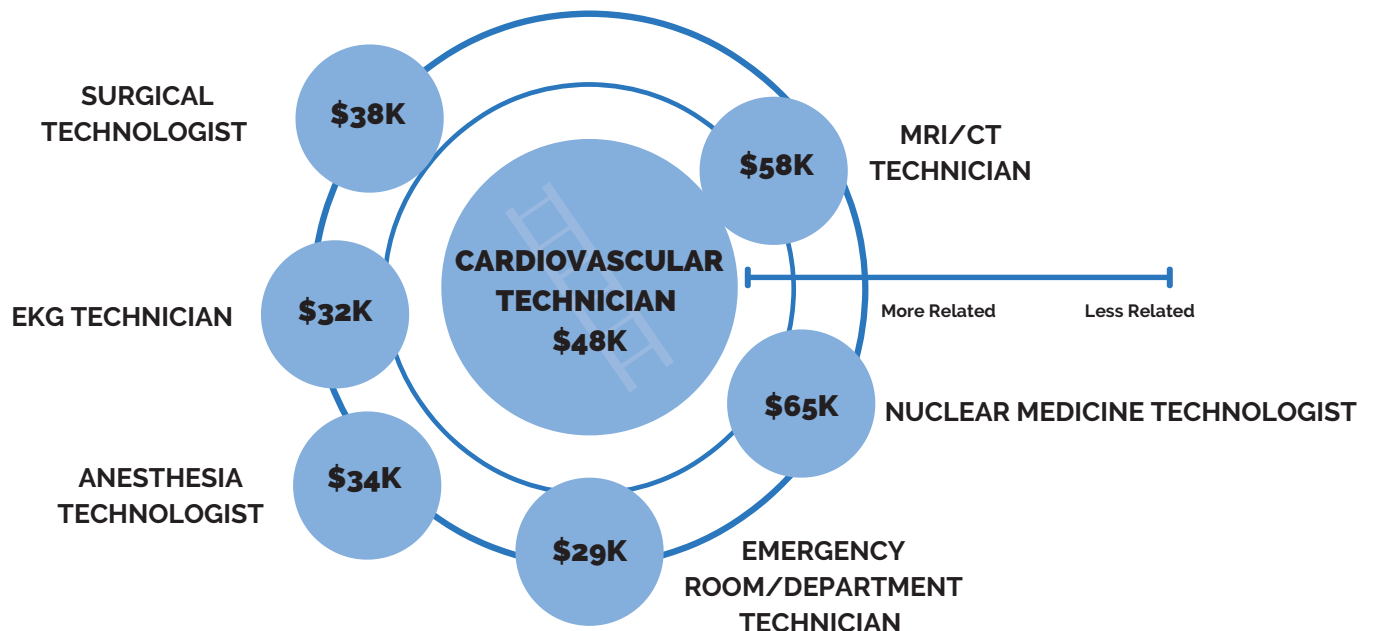 SURGICAL
TECHNOLOGIST
$38K
MRI/CT
TECHNICIAN
$58K
CARDIOVASCULAR
TECHNICIAN
$48K
EKG TECHNICIAN
$32K
More Related
Less Related
$65K
NUCLEAR MEDICINE TECHNOLOGIST
ANESTHESIA
TECHNOLOGIST
$34K
$29K
EMERGENCY
ROOM/DEPARTMENT
TECHNICIAN